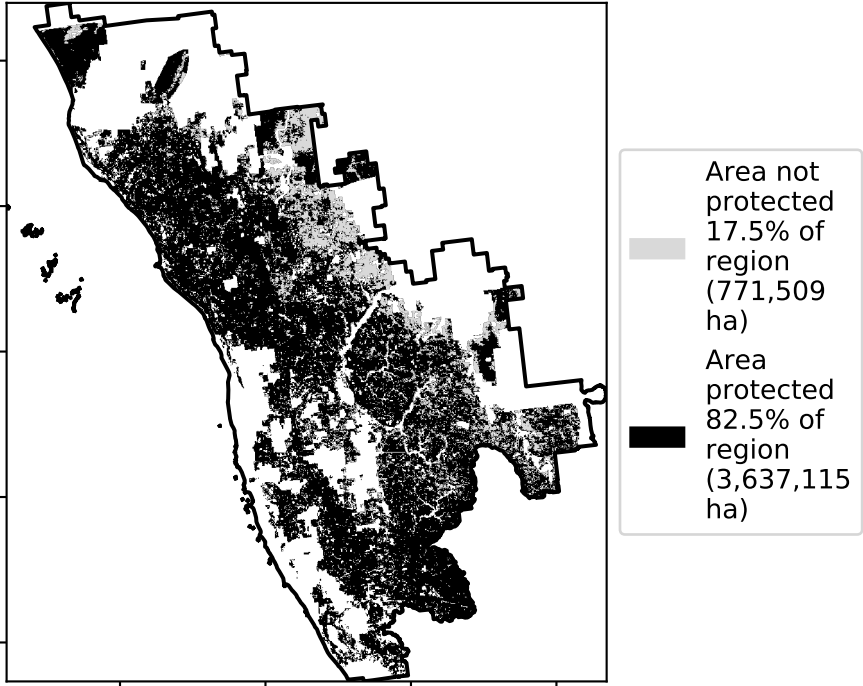 Area not
protected
17.5% of
region
(771,509
ha)
Area
protected
82.5% of
region
(3,637,115
ha)